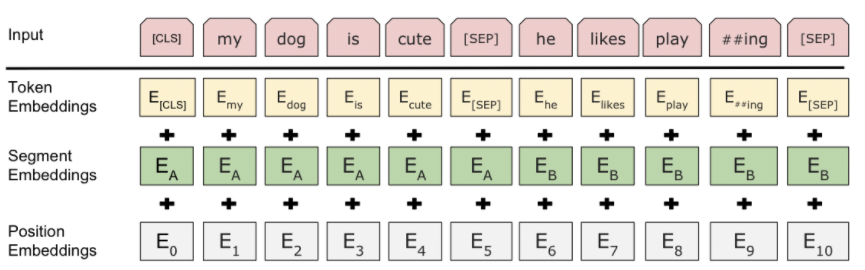 Input [CLS] my dog is cute [SEP] he likes play ##ing [SEP]
Token
Embeddings
E[CLS] Emy Edog Eis Ecute E[SEP] Ehe Elikes Eplay E##ing E[SEP]
+ + + + + + + + + + +
Segment
Embeddings
EA EA EA EA EA EA EB EB EB EB EB
+ + + + + + + + + + +
Position
Embeddings
E0 E1 E2 E3 E4 E5 E6 E7 E8 E9 E10